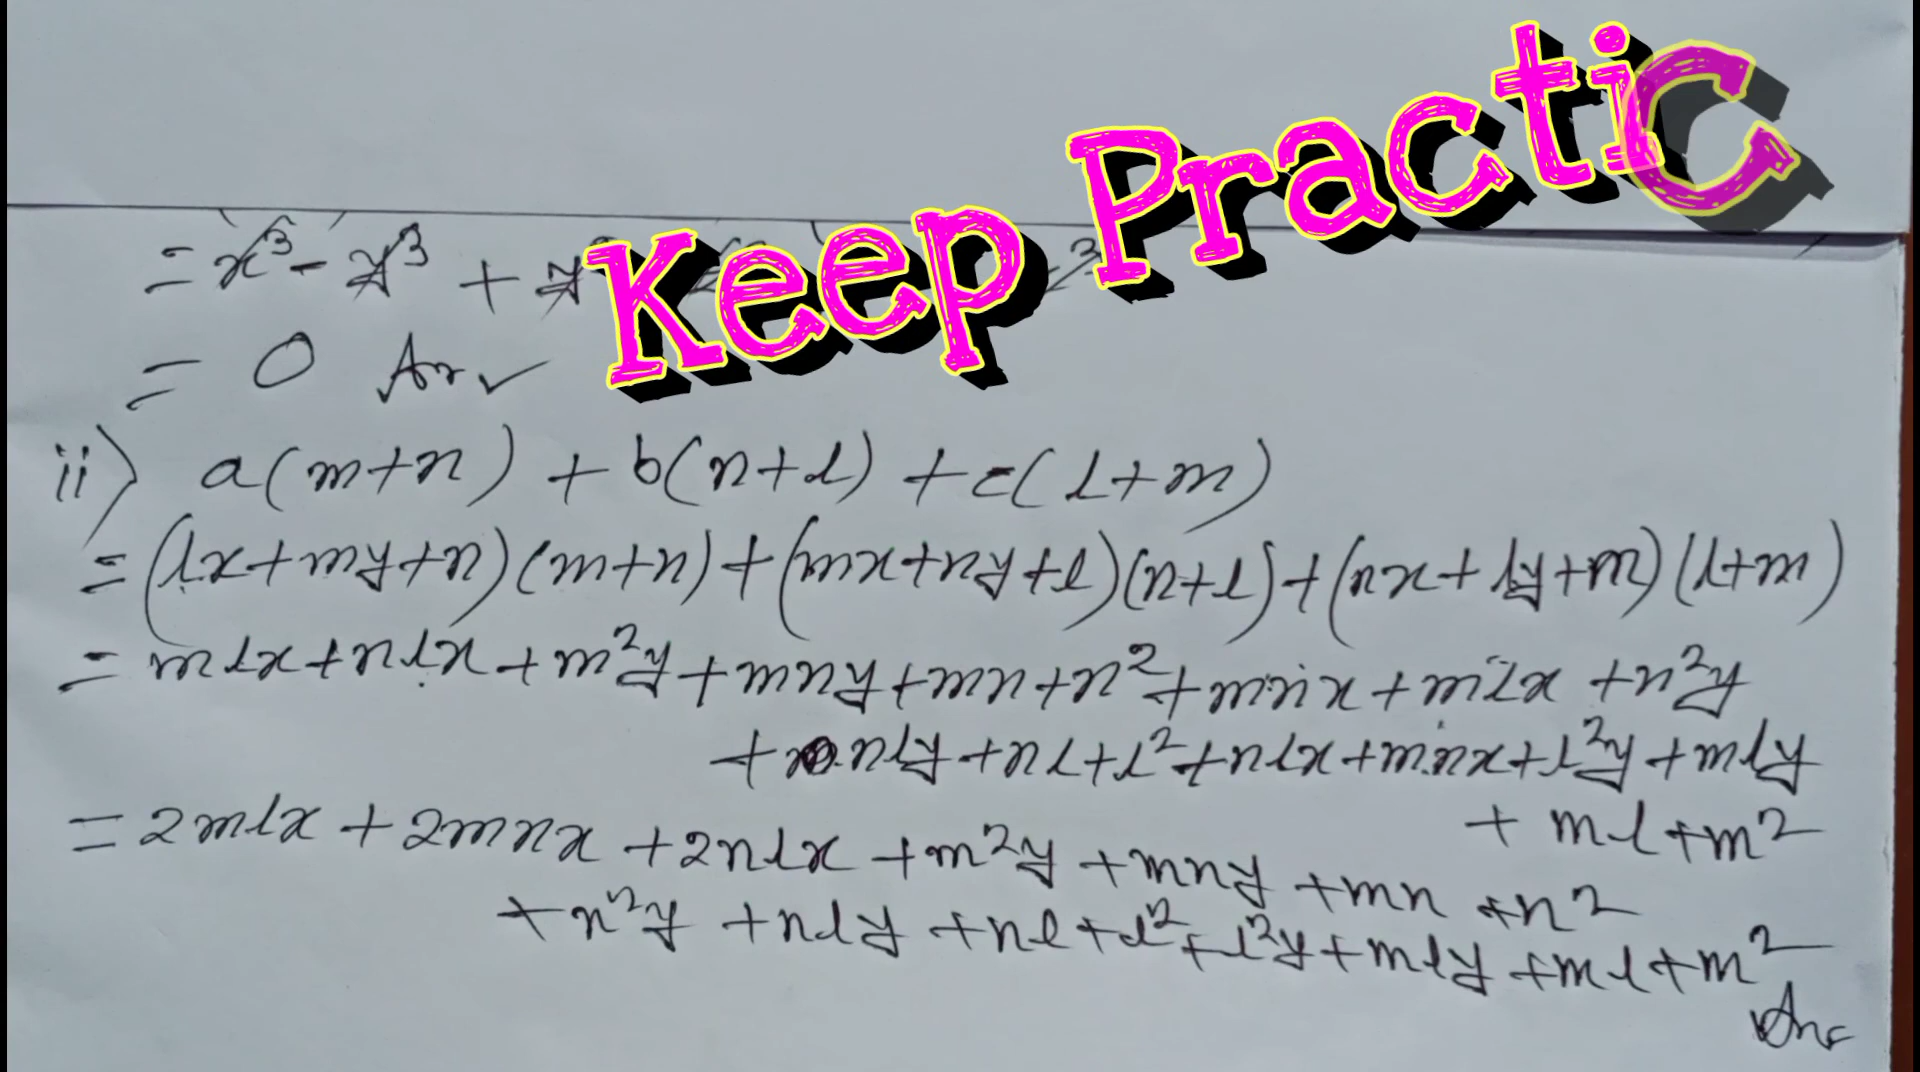 Keep Practic
= x³ - y³ + y
= 0 Ans
ii) a(m+n) + b(n+l) + c(l+m)
= (lx+my+n)(m+n)+(mx+ny+l)(n+l)+(nx+ly+m)(l+m)
= mlx+nlx+m²y+mny+mn+n²+mnx+mlx+n²y
+nly+nl+l²+nlx+mnx+l²y+mly
+ml+m²
= 2mlx+2mnx+2nlx+m²y+mny+mn+n²
+n²y+nly+nl+l²+l²y+mly+ml+m²
Ans